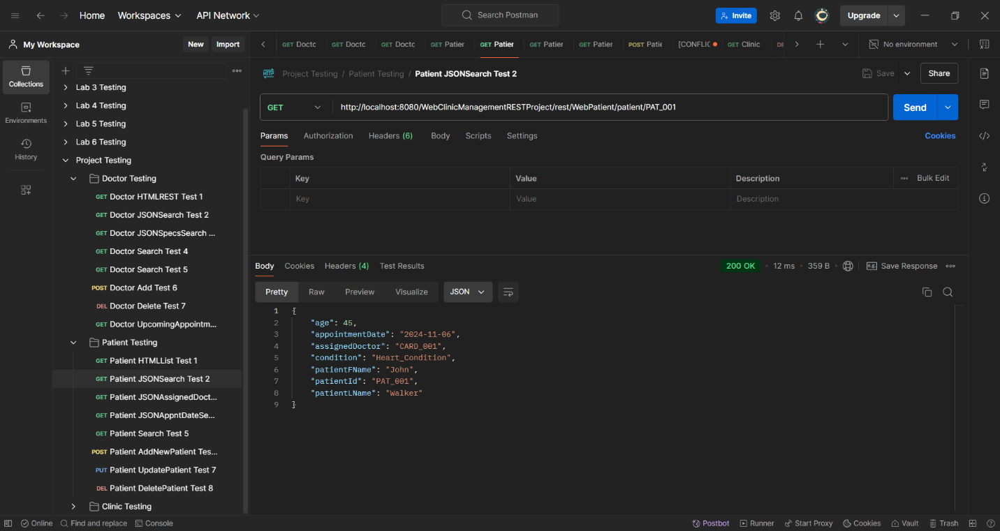 Home Workspaces API Network Search Postman Invite Upgrade
My Workspace New Import
GET Docto GET Docto GET Docto GET Patier GET Patier GET Patier GET Patier POST Patie [CONFLIC GET Clinic DE No environment
Collections
Environments
History
Lab 3 Testing
Lab 4 Testing
Lab 5 Testing
Lab 6 Testing
Project Testing
Doctor Testing
GET Doctor HTMLREST Test 1
GET Doctor JSONSearch Test 2
GET Doctor JSONSpecsSearch ...
GET Doctor Search Test 4
GET Doctor Search Test 5
POST Doctor Add Test 6
DEL Doctor Delete Test 7
GET Doctor UpcomingAppointm...
Patient Testing
GET Patient HTMLList Test 1
GET Patient JSONSearch Test 2
GET Patient JSONAssignedDoct...
GET Patient JSONAppntDateSe...
GET Patient Search Test 5
POST Patient AddNewPatient Tes...
PUT Patient UpdatePatient Test 7
DEL Patient DeletePatient Test 8
Clinic Testing
HTTP Project Testing / Patient Testing / Patient JSONSearch Test 2 Save Share
GET http://localhost:8080/WebClinicManagementRESTProject/rest/WebPatient/patient/PAT_001 Send
Params Authorization Headers (6) Body Scripts Settings Cookies
Query Params
Key Value Description Bulk Edit
Key Value Description
Body Cookies Headers (4) Test Results 200 OK 12 ms 359 B e.g. Save Response
Pretty Raw Preview Visualize JSON
1 {
2 "age": 45,
3 "appointmentDate": "2024-11-06",
4 "assignedDoctor": "CARD_001",
5 "condition": "Heart_Condition",
6 "patientFName": "John",
7 "patientId": "PAT_001",
8 "patientLName": "Walker"
9 }
Online Find and replace Console Postbot Runner Start Proxy Cookies Vault Trash